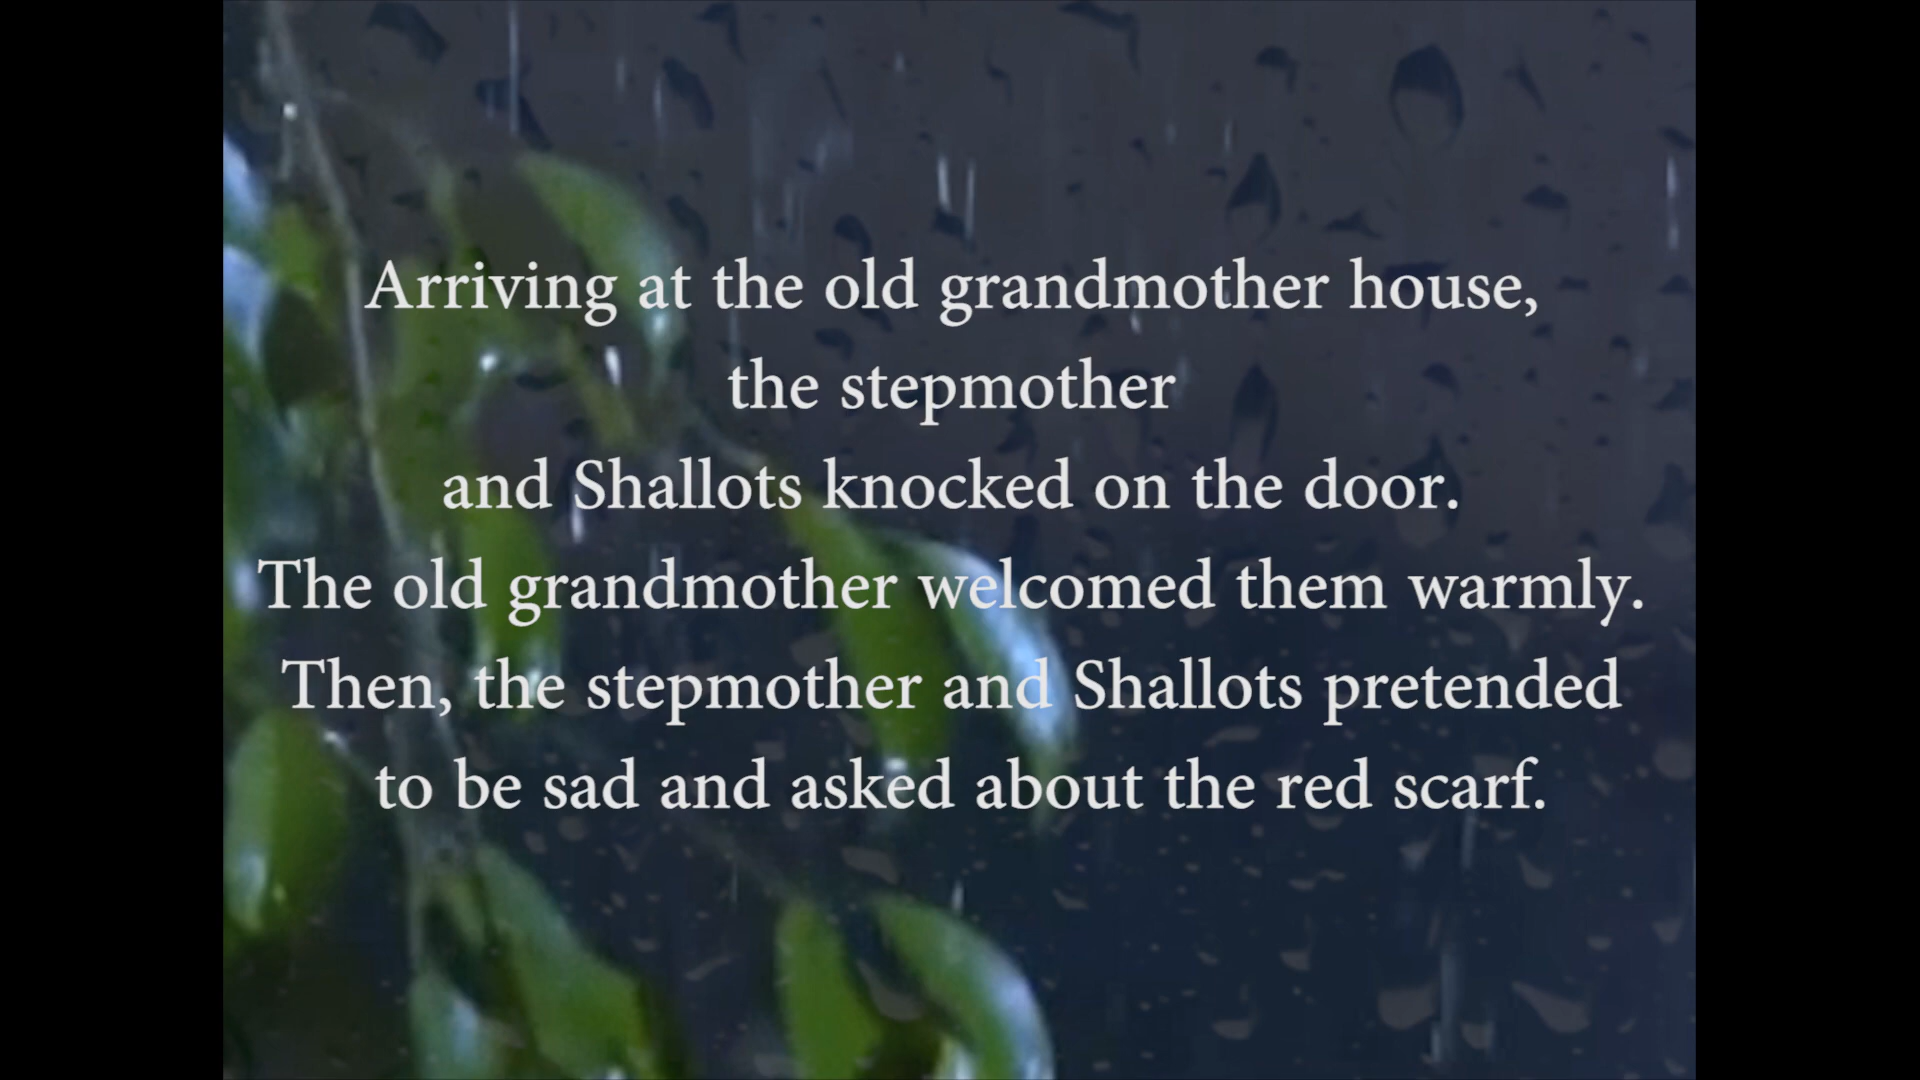 Arriving at the old grandmother house,
the stepmother
and Shallots knocked on the door.
The old grandmother welcomed them warmly.
Then, the stepmother and Shallots pretended
to be sad and asked about the red scarf.